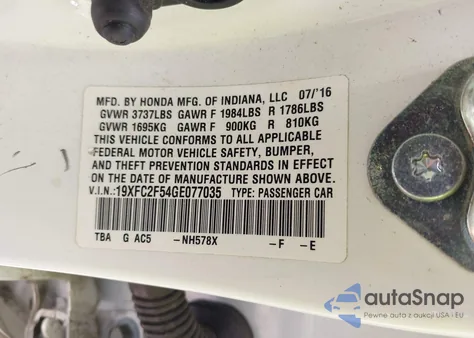 MFD. BY HONDA MFG. OF INDIANA, LLC 07/'16
GVWR 3737LBS GAWR F 1984LBS R 1786LBS
GVWR 1695KG GAWR F 900KG R 810KG
THIS VEHICLE CONFORMS TO ALL APPLICABLE
FEDERAL MOTOR VEHICLE SAFETY, BUMPER,
AND THEFT PREVENTION STANDARDS IN EFFECT
ON THE DATE OF MANUFACTURE SHOWN ABOVE.
V.I.N.:19XFC2F54GE077035 TYPE: PASSENGER CAR
TBA G AC5 -NH578X -F -E
autoSnap
Pewne auta z aukcji USA i EU